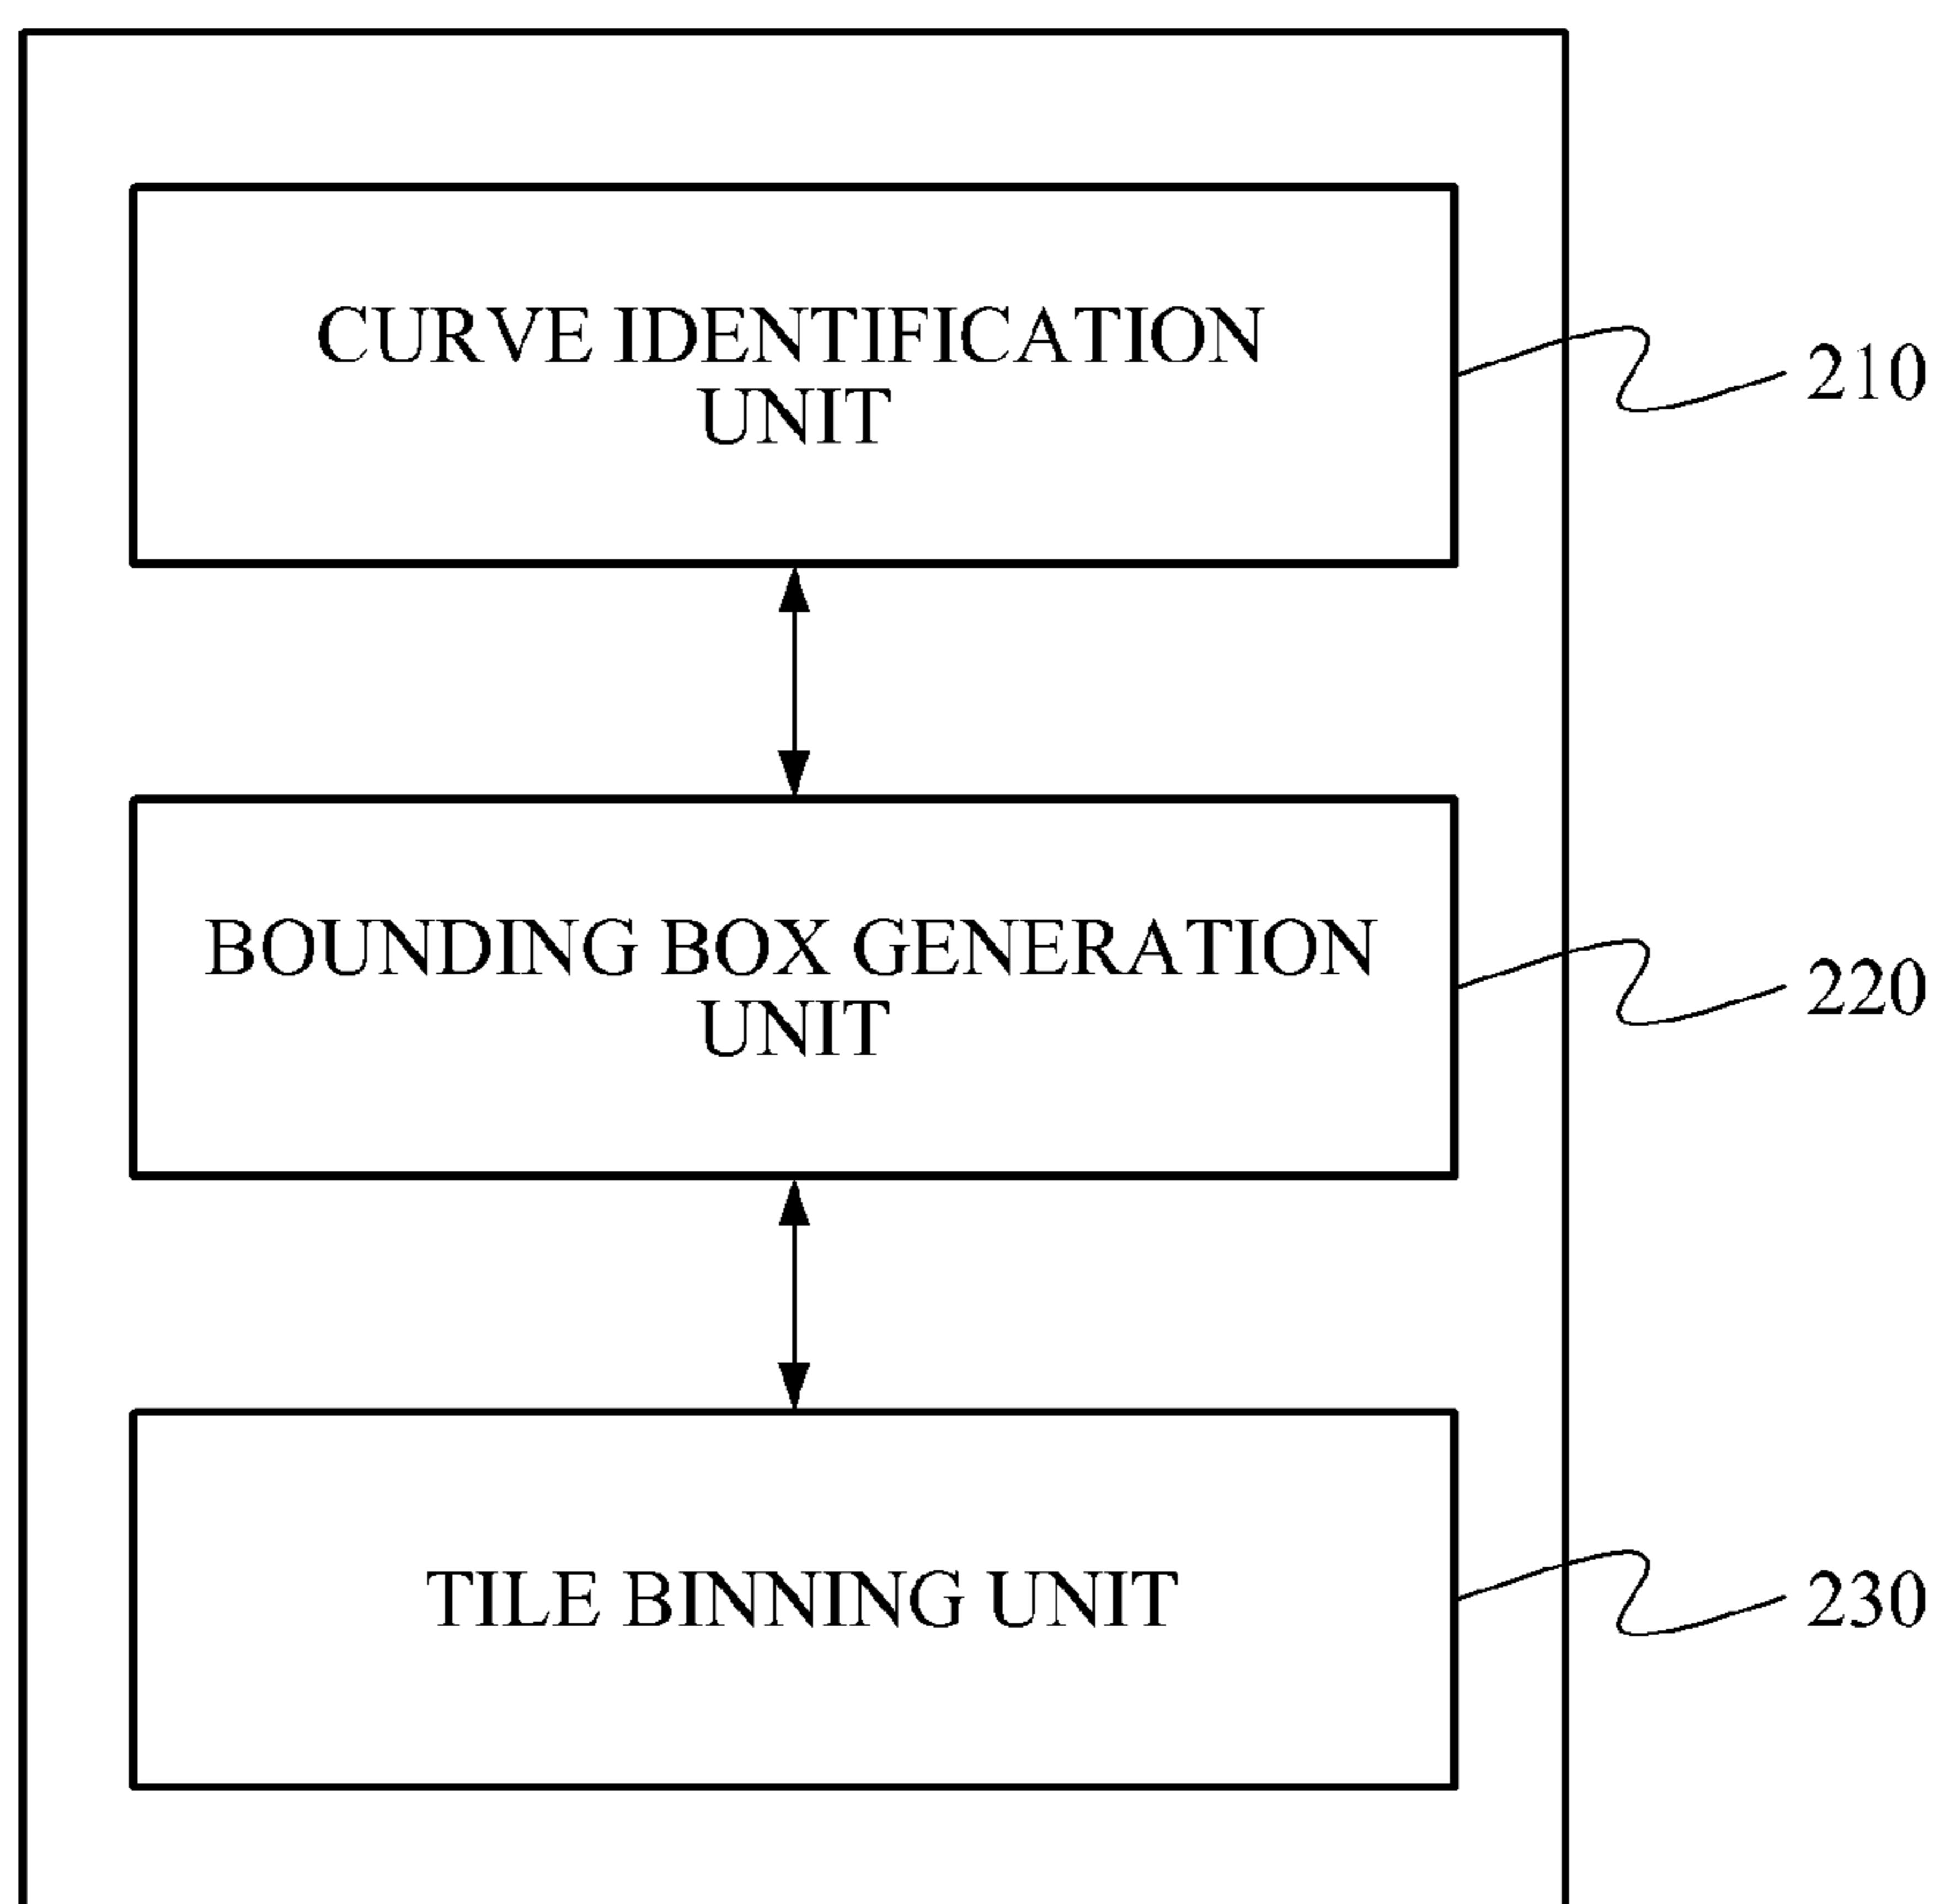 CURVE IDENTIFICATION
UNIT
210
BOUNDING BOX GENERATION
UNIT
220
TILE BINNING UNIT
230